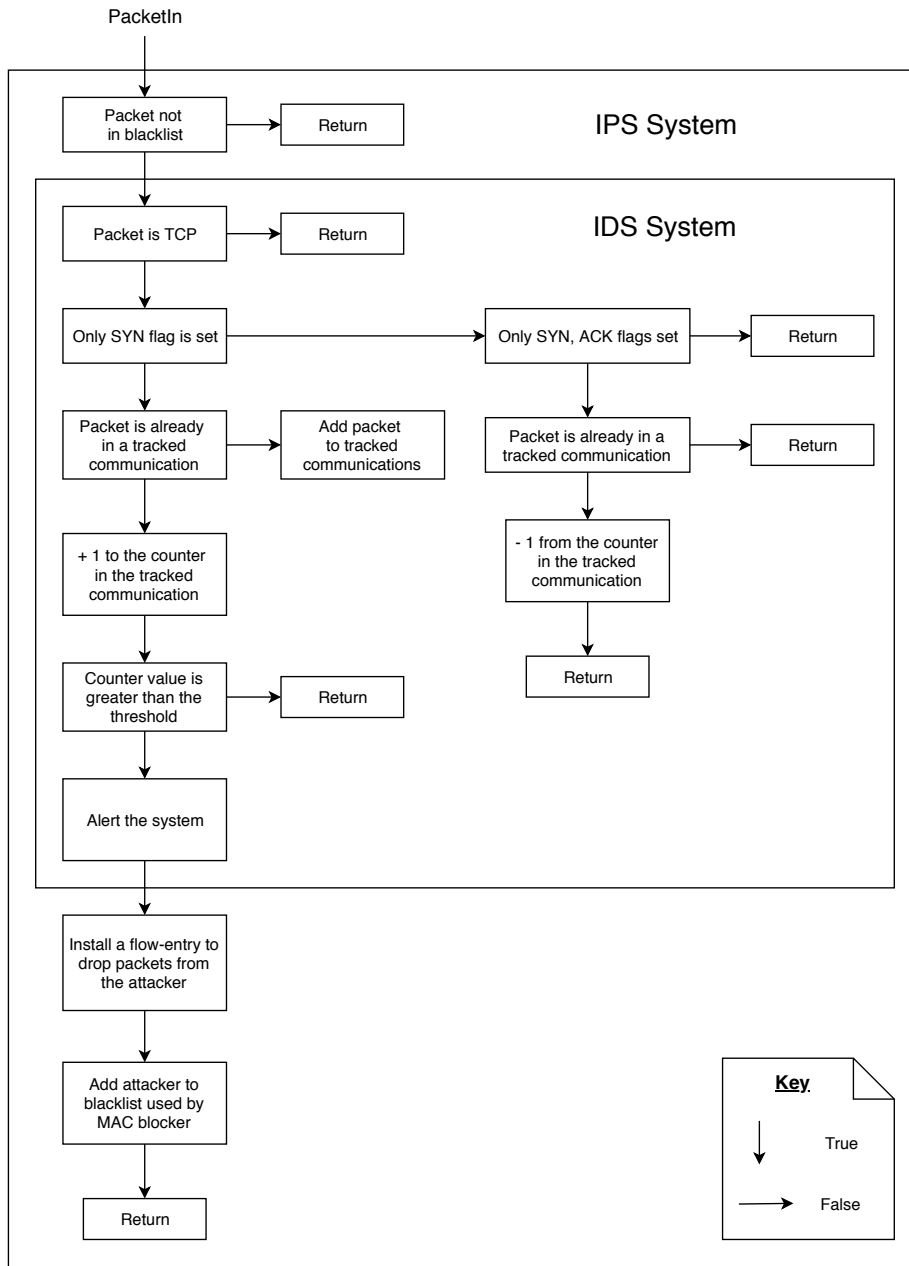 PacketIn
IPS System
Packet not
in blacklist
Return
IDS System
Packet is TCP
Return
Only SYN flag is set
Only SYN, ACK flags set
Return
Packet is already
in a tracked
communication
Add packet
to tracked
communications
Packet is already in a
tracked communication
Return
+ 1 to the counter
in the tracked
communication
- 1 from the counter
in the tracked
communication
Counter value is
greater than the
threshold
Return
Return
Alert the system
Install a flow-entry to
drop packets from
the attacker
Add attacker to
blacklist used by
MAC blocker
Return
Key
True
False